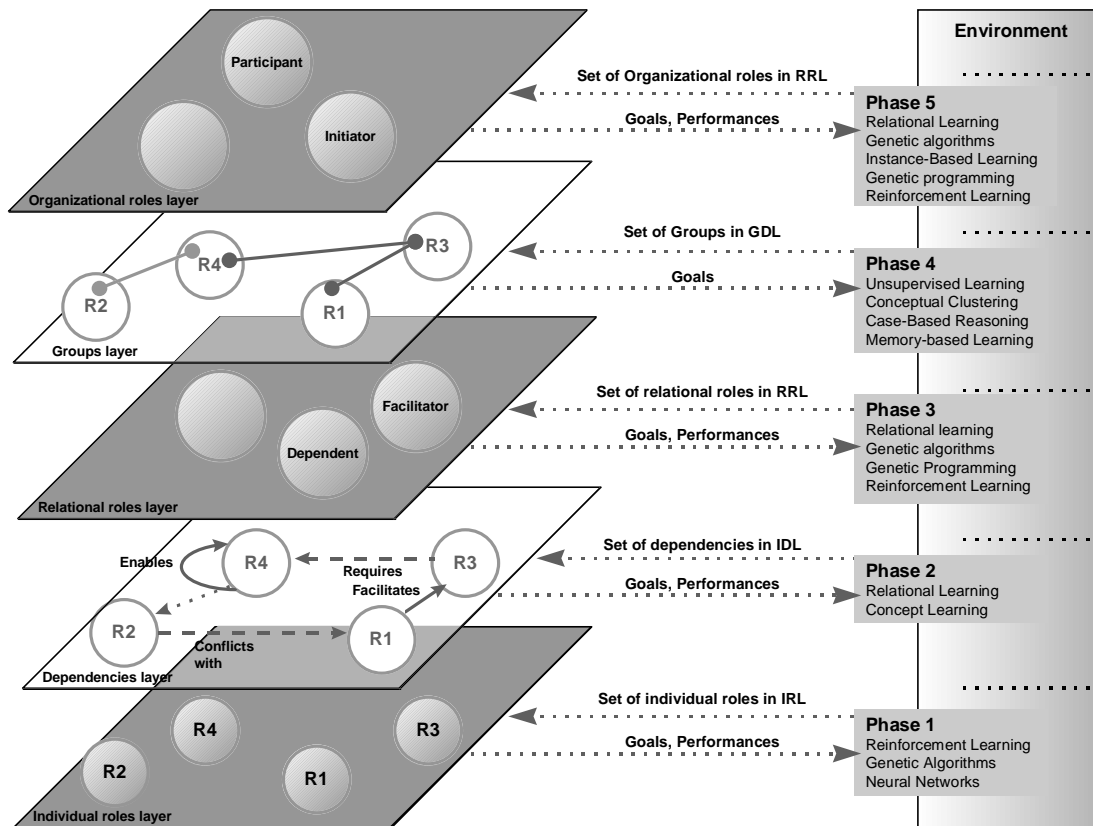 Environment
Participant
Initiator
Organizational roles layer
Set of Organizational roles in RRL
Goals, Performances
Phase 5
Relational Learning
Genetic algorithms
Instance-Based Learning
Genetic programming
Reinforcement Learning
R3
R4
R2
R1
Groups layer
Set of Groups in GDL
Goals
Phase 4
Unsupervised Learning
Conceptual Clustering
Case-Based Reasoning
Memory-based Learning
Facilitator
Dependent
Relational roles layer
Set of relational roles in RRL
Goals, Performances
Phase 3
Relational learning
Genetic algorithms
Genetic Programming
Reinforcement Learning
Enables
R4
Requires
R3
Facilitates
R2
R1
Conflicts
with
Dependencies layer
Set of dependencies in IDL
Goals, Performances
Phase 2
Relational Learning
Concept Learning
R4
R3
R2
R1
Individual roles layer
Set of individual roles in IRL
Goals, Performances
Phase 1
Reinforcement Learning
Genetic Algorithms
Neural Networks